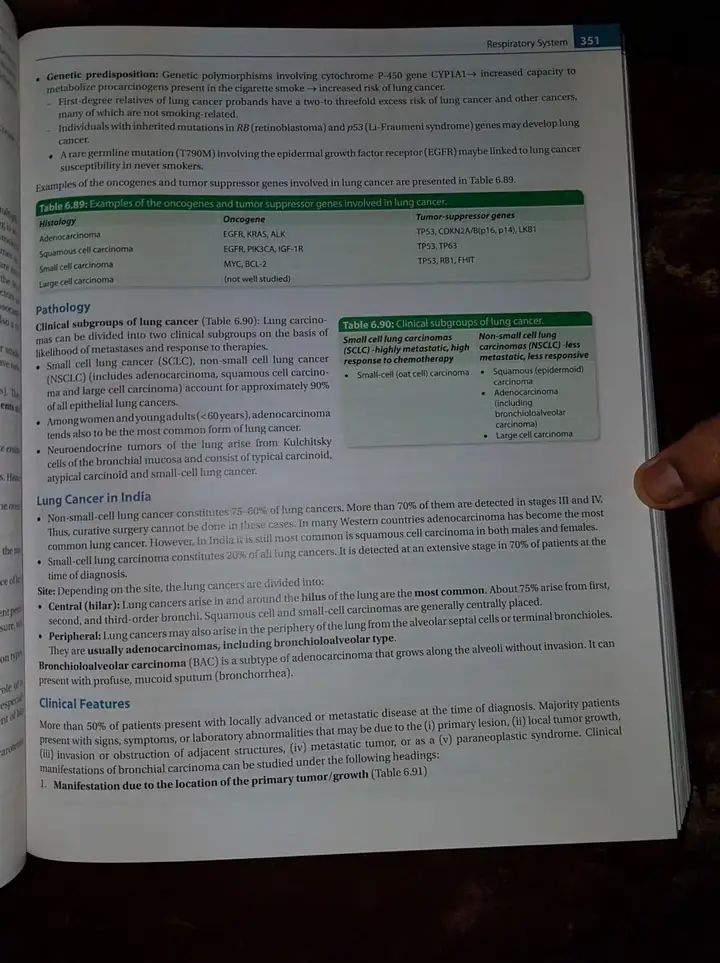 Respiratory System 351
• Genetic predisposition: Genetic polymorphisms involving cytochrome P-450 gene CYP1A1→ increased capacity to
metabolize procarcinogens present in the cigarette smoke → increased risk of lung cancer.
– First-degree relatives of lung cancer probands have a two-to threefold excess risk of lung cancer and other cancers,
many of which are not smoking-related.
– Individuals with inherited mutations in RB (retinoblastoma) and p53 (Li-Fraumeni syndrome) genes may develop lung
cancer.
• A rare germline mutation (T790M) involving the epidermal growth factor receptor (EGFR) maybe linked to lung cancer
susceptibility in never smokers.
Examples of the oncogenes and tumor suppressor genes involved in lung cancer are presented in Table 6.89.
Table 6.89: Examples of the oncogenes and tumor suppressor genes involved in lung cancer.
Histology Oncogene Tumor-suppressor genes
Adenocarcinoma EGFR, KRAS, ALK TP53, CDKN2A/B(p16, p14), LKB1
Squamous cell carcinoma EGFR, PIK3CA, IGF-1R TP53, TP63
Small cell carcinoma MYC, BCL-2 TP53, RB1, FHIT
Large cell carcinoma (not well studied)
Pathology
Clinical subgroups of lung cancer (Table 6.90): Lung carcino-
mas can be divided into two clinical subgroups on the basis of
likelihood of metastases and response to therapies.
• Small cell lung cancer (SCLC), non-small cell lung cancer
(NSCLC) (includes adenocarcinoma, squamous cell carcino-
ma and large cell carcinoma) account for approximately 90%
of all epithelial lung cancers.
• Among women and young adults (<60 years), adenocarcinoma
tends also to be the most common form of lung cancer.
• Neuroendocrine tumors of the lung arise from Kulchitsky
cells of the bronchial mucosa and consist of typical carcinoid,
atypical carcinoid and small-cell lung cancer.
Table 6.90: Clinical subgroups of lung cancer.
Small cell lung carcinomas
(SCLC)-highly metastatic, high
response to chemotherapy
Non-small cell lung
carcinomas (NSCLC) -less
metastatic, less responsive
• Small-cell (oat cell) carcinoma
• Squamous (epidermoid)
carcinoma
• Adenocarcinoma
(including
bronchioloalveolar
carcinoma)
• Large cell carcinoma
Lung Cancer in India
• Non-small-cell lung cancer constitutes 75–80% of lung cancers. More than 70% of them are detected in stages III and IV.
Thus, curative surgery cannot be done in these cases. In many Western countries adenocarcinoma has become the most
common lung cancer. However, in India it is still most common is squamous cell carcinoma in both males and females.
• Small-cell lung carcinoma constitutes 20% of all lung cancers. It is detected at an extensive stage in 70% of patients at the
time of diagnosis.
Site: Depending on the site, the lung cancers are divided into:
• Central (hilar): Lung cancers arise in and around the hilus of the lung are the most common. About 75% arise from first,
second, and third-order bronchi. Squamous cell and small-cell carcinomas are generally centrally placed.
• Peripheral: Lung cancers may also arise in the periphery of the lung from the alveolar septal cells or terminal bronchioles.
They are usually adenocarcinomas, including bronchioloalveolar type.
Bronchioloalveolar carcinoma (BAC) is a subtype of adenocarcinoma that grows along the alveoli without invasion. It can
present with profuse, mucoid sputum (bronchorrhea).
Clinical Features
More than 50% of patients present with locally advanced or metastatic disease at the time of diagnosis. Majority patients
present with signs, symptoms, or laboratory abnormalities that may be due to the (i) primary lesion, (ii) local tumor growth,
(iii) invasion or obstruction of adjacent structures, (iv) metastatic tumor, or as a (v) paraneoplastic syndrome. Clinical
manifestations of bronchial carcinoma can be studied under the following headings:
1. Manifestation due to the location of the primary tumor/growth (Table 6.91)